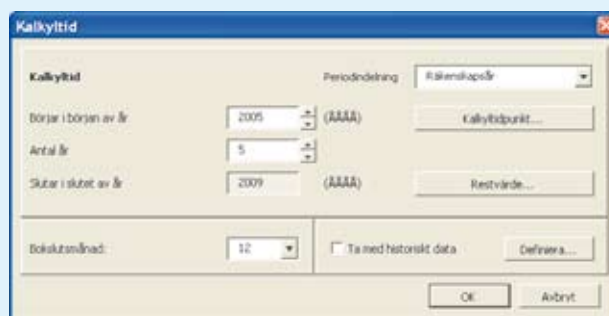 Kalkyltid
Kalkyltid Periodindelning Räkenskapsår
Börjar i början av år 2005 (ÅÅÅÅ) Kalkyltidpunkt...
Antal år 5
Slutar i slutet av år 2009 (ÅÅÅÅ) Restvärde...
Bokslutsmånad: 12 Ta med historiskt data Definiera...
OK Avbryt